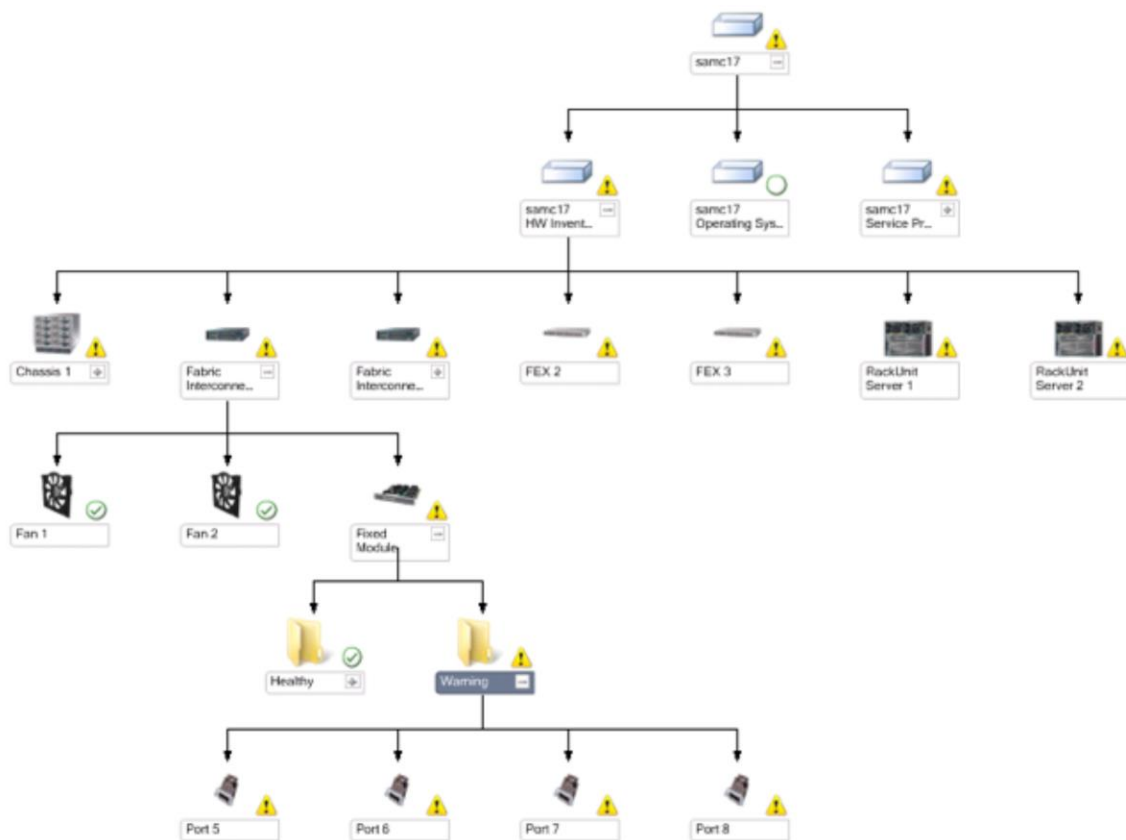 samc17
samc17
HW Invent...
samc17
Operating Sys...
samc17
Service Pr...
Chassis 1
Fabric
Interconne...
Fabric
Interconne...
FEX 2
FEX 3
RackUnit
Server 1
RackUnit
Server 2
Fan 1
Fan 2
Fixed
Module
Healthy
Warning
Port 5
Port 6
Port 7
Port 8